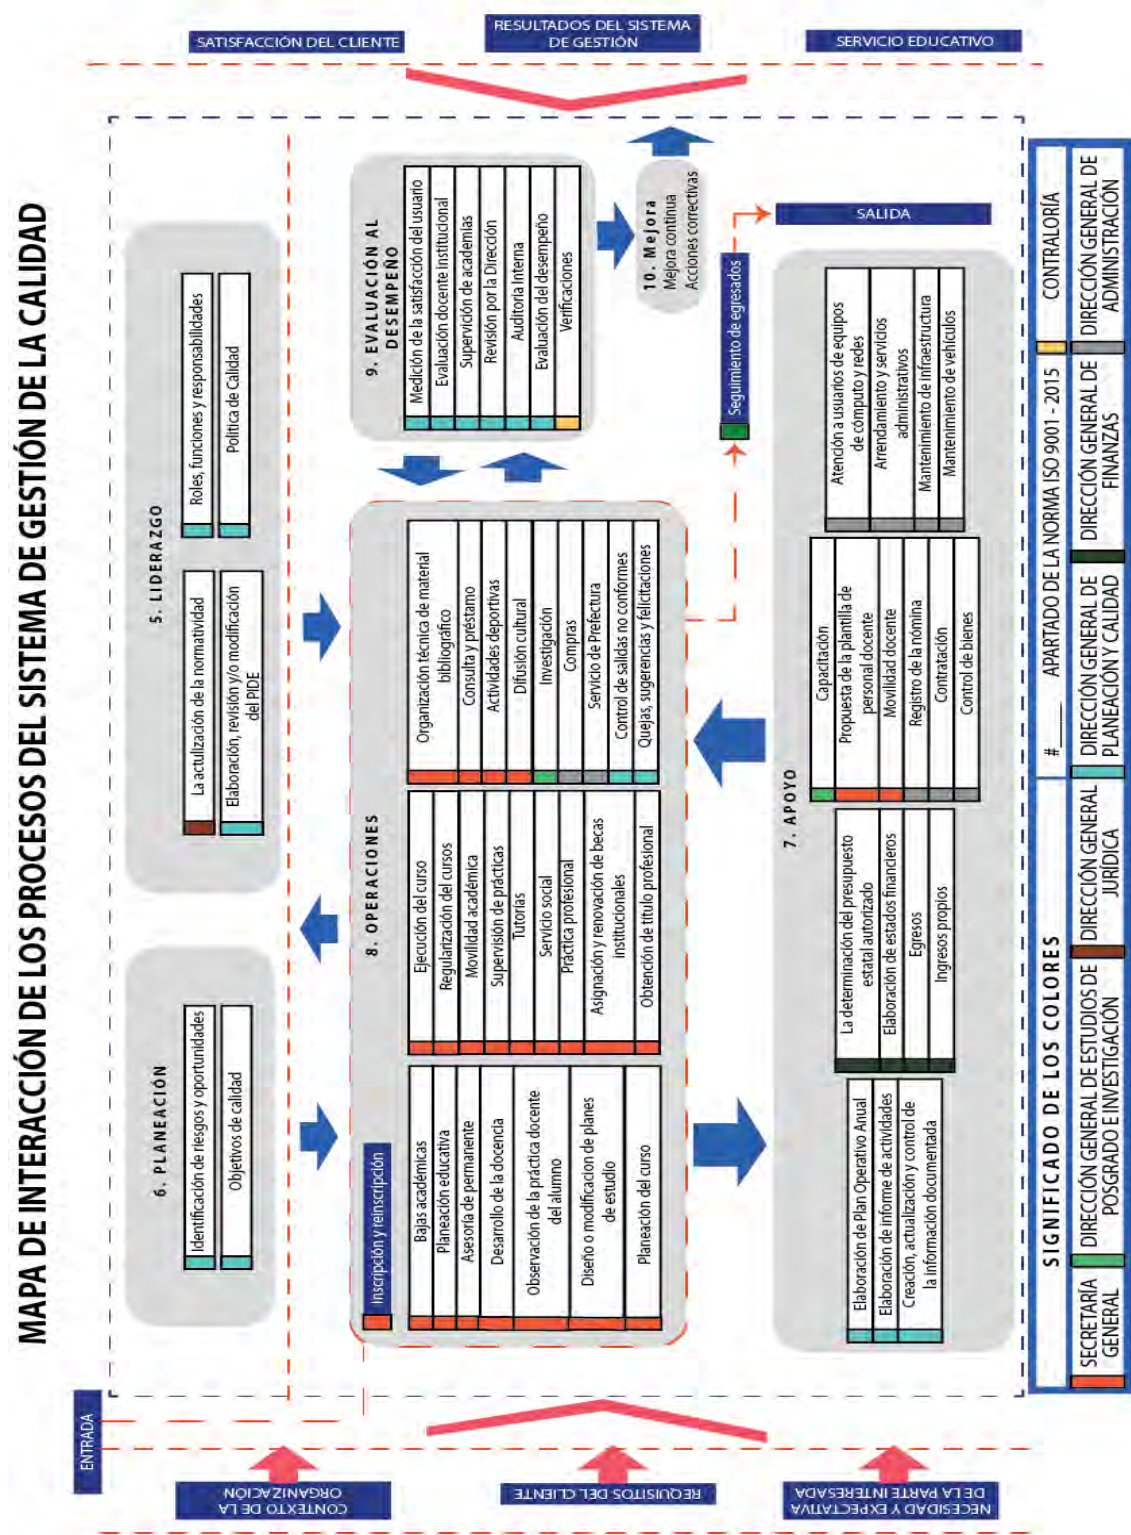 MAPA DE INTERACCIÓN DE LOS PROCESOS DEL SISTEMA DE GESTIÓN DE LA CALIDAD
ENTRADA
CONTEXTO DE LA
ORGANIZACIÓN
REQUISITOS DEL CLIENTE
NECESIDAD Y EXPECTATIVA
DE LA PARTE INTERESADA
6. PLANEACIÓN
Identificación de riesgos y oportunidades
Objetivos de calidad
5. LIDERAZGO
La actulización de la normatividad
Elaboración, revisión y/o modificación
del PIDE
Roles, funciones y responsabilidades
Política de Calidad
8. OPERACIONES
Inscripción y reinscripción
Bajas académicas
Planeación educativa
Asesoría de permanente
Desarrollo de la docencia
Observación de la práctica docente
del alumno
Diseño o modificacion de planes
de estudio
Planeación del curso
Ejecución del curso
Regularización del cursos
Movilidad académica
Supervisión de prácticas
Tutorías
Servicio social
Práctica profesional
Asignación y renovación de becas
institucionales
Obtención de título profesional
Organización técnica de material
bibliográfico
Consulta y préstamo
Actividades deportivas
Difusión cultural
Investigación
Compras
Servicio de Prefectura
Control de salidas no conformes
Quejas, sugerencias y felicitaciones
9. EVALUACIÓN AL
DESEMPEÑO
Medición de la satisfacción del usuario
Evaluación docente institucional
Supervisión de academias
Revisión por la Dirección
Auditoria Interna
Evaluación del desempeño
Verificaciones
10. Mejora
Mejora continua
Acciones correctivas
Seguimiento de egresados
SALIDA
7. APOYO
Elaboración de Plan Operativo Anual
Elaboración de informe de actividades
Creación, actualización y control de
la información documentada
La determinación del presupuesto
estatal autorizado
Elaboración de estados financieros
Egresos
Ingresos propios
Capacitación
Propuesta de la plantilla de
personal docente
Movilidad docente
Registro de la nómina
Contratación
Control de bienes
Atención a usuarios de equipos
de cómputo y redes
Arrendamiento y servicios
administrativos
Mantenimiento de infraestructura
Mantenimiento de vehículos
SATISFACCIÓN DEL CLIENTE
RESULTADOS DEL SISTEMA
DE GESTIÓN
SERVICIO EDUCATIVO
SIGNIFICADO DE LOS COLORES
#____ APARTADO DE LA NORMA ISO 9001 - 2015
CONTRALORÍA
SECRETARÍA
GENERAL
DIRECCIÓN GENERAL DE ESTUDIOS DE
POSGRADO E INVESTIGACIÓN
DIRECCIÓN GENERAL
JURÍDICA
DIRECCIÓN GENERAL DE
PLANEACIÓN Y CALIDAD
DIRECCIÓN GENERAL DE
FINANZAS
DIRECCIÓN GENERAL DE
ADMINISTRACIÓN